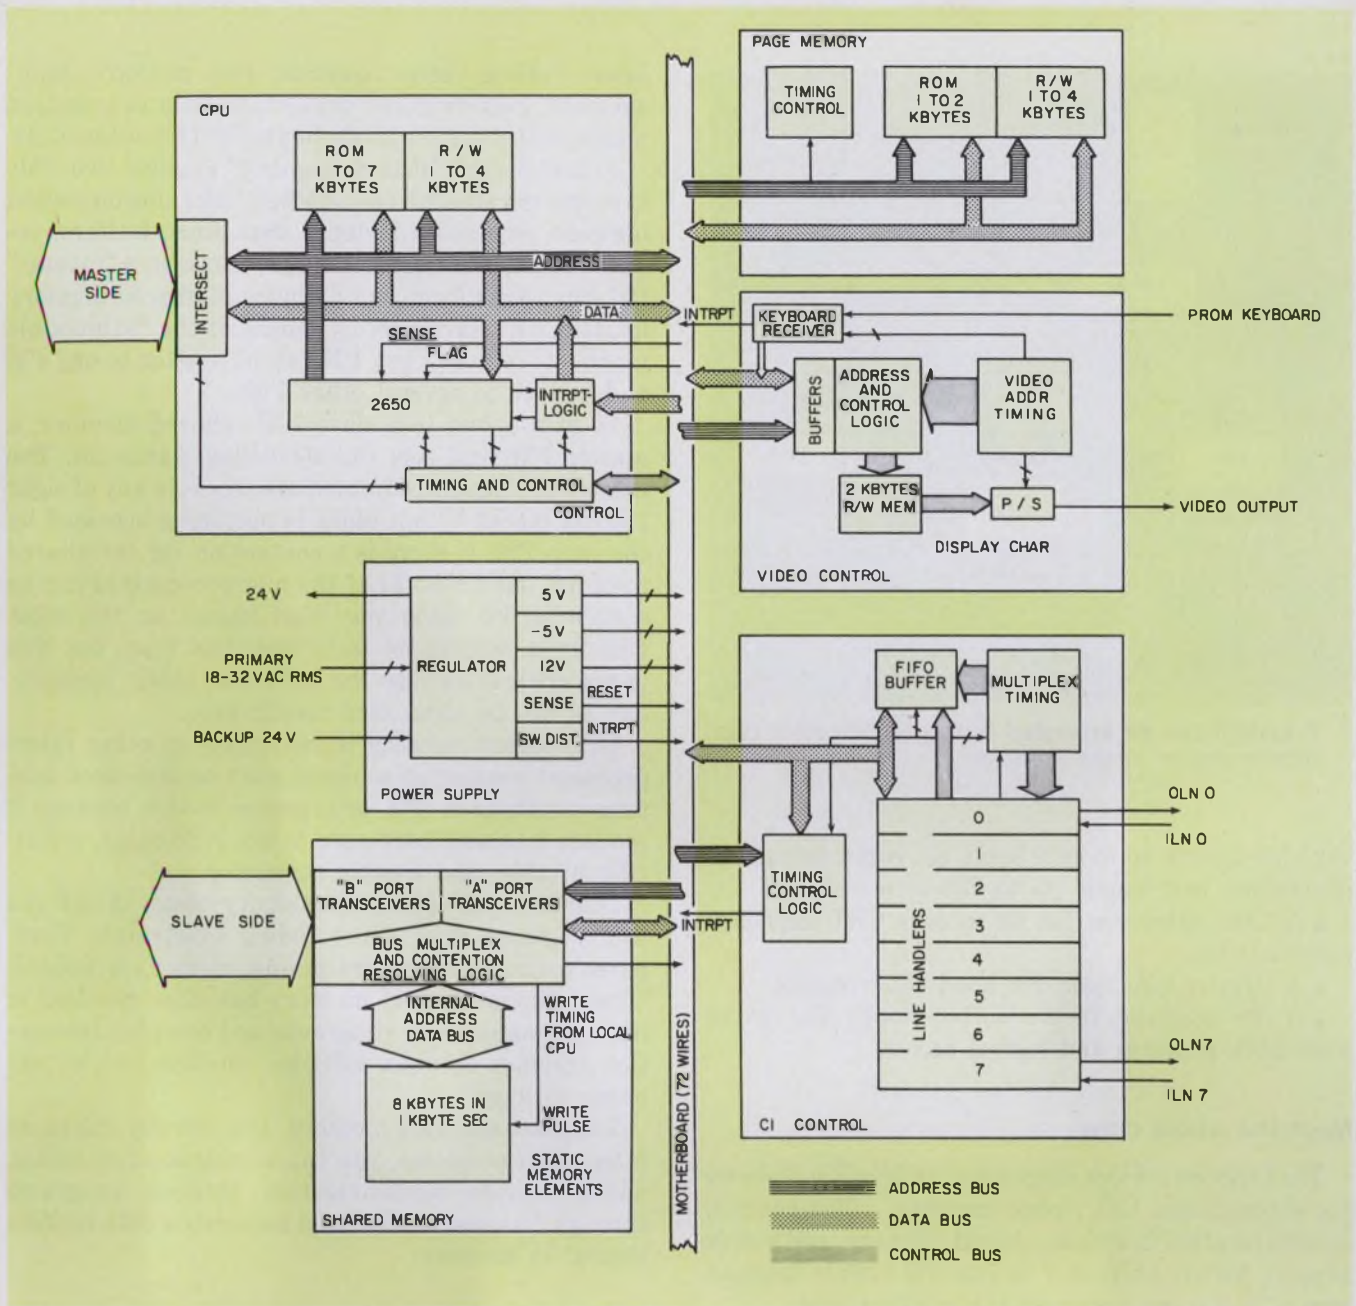 CPU
ROM
1 TO 7
KBYTES
R / W
1 TO 4
KBYTES
MASTER
SIDE
INTERSECT
ADDRESS
DATA
SENSE
FLAG
2650
INTRPT-
LOGIC
TIMING AND CONTROL
CONTROL
PAGE MEMORY
TIMING
CONTROL
ROM
1 TO 2
KBYTES
R/W
1 TO 4
KBYTES
INTRPT
KEYBOARD
RECEIVER
PROM KEYBOARD
BUFFERS
ADDRESS
AND
CONTROL
LOGIC
VIDEO
ADDR
TIMING
2 KBYTES
R/W MEM
P / S
VIDEO OUTPUT
DISPLAY CHAR
VIDEO CONTROL
24V
PRIMARY
18-32 VAC RMS
BACKUP 24 V
REGULATOR
5 V
-5V
12V
SENSE
SW. DIST.
RESET
INTRPT
POWER SUPPLY
FIFO
BUFFER
MULTIPLEX
TIMING
OLN 0
ILN 0
TIMING
CONTROL
LOGIC
INTRPT
LINE HANDLERS
0
1
2
3
4
5
6
7
OLN7
ILN 7
CI CONTROL
SLAVE SIDE
"B" PORT
TRANSCEIVERS
"A" PORT
TRANSCEIVERS
BUS MULTIPLEX
AND CONTENTION
RESOLVING LOGIC
INTERNAL
ADDRESS
DATA BUS
WRITE
TIMING
FROM LOCAL
CPU
8 KBYTES IN
1 KBYTE SEC
WRITE
PULSE
STATIC
MEMORY
ELEMENTS
SHARED MEMORY
MOTHERBOARD (72 WIRES)
ADDRESS BUS
DATA BUS
CONTROL BUS